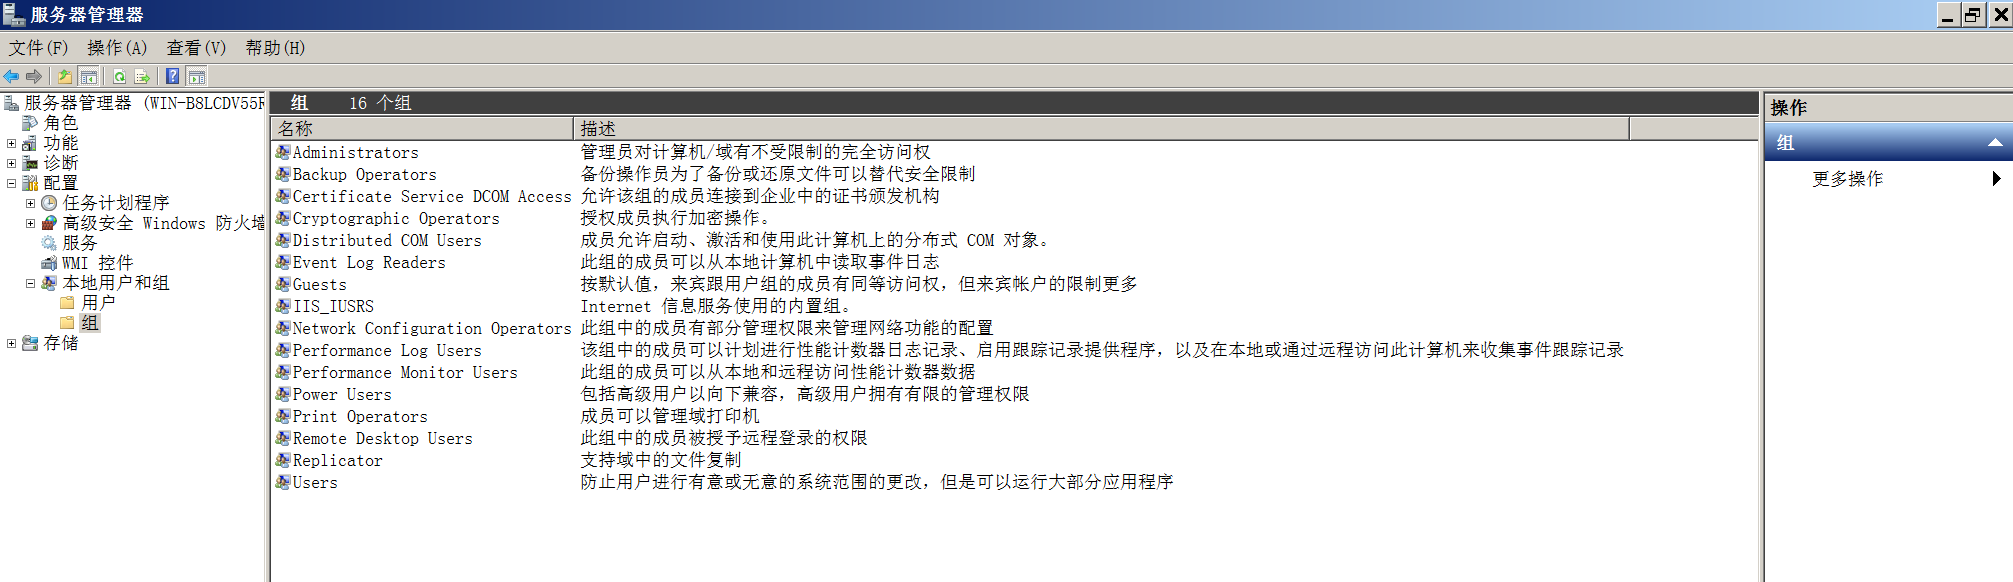 服务器管理器
文件(F) 操作(A) 查看(V) 帮助(H)
服务器管理器 (WIN-B8LCDV55R
角色
功能
诊断
配置
任务计划程序
高级安全 Windows 防火墙
服务
WMI 控件
本地用户和组
用户
组
存储
组 16 个组
名称 描述
Administrators 管理员对计算机/域有不受限制的完全访问权
Backup Operators 备份操作员为了备份或还原文件可以替代安全限制
Certificate Service DCOM Access 允许该组的成员连接到企业中的证书颁发机构
Cryptographic Operators 授权成员执行加密操作。
Distributed COM Users 成员允许启动、激活和使用此计算机上的分布式 COM 对象。
Event Log Readers 此组的成员可以从本地计算机中读取事件日志
Guests 按默认值，来宾跟用户组的成员有同等访问权，但来宾帐户的限制更多
IIS_IUSRS Internet 信息服务使用的内置组。
Network Configuration Operators 此组中的成员有部分管理权限来管理网络功能的配置
Performance Log Users 该组中的成员可以计划进行性能计数器日志记录、启用跟踪记录提供程序，以及在本地或通过远程访问此计算机来收集事件跟踪记录
Performance Monitor Users 此组的成员可以从本地和远程访问性能计数器数据
Power Users 包括高级用户以向下兼容，高级用户拥有有限的管理权限
Print Operators 成员可以管理域打印机
Remote Desktop Users 此组中的成员被授予远程登录的权限
Replicator 支持域中的文件复制
Users 防止用户进行有意或无意的系统范围的更改，但是可以运行大部分应用程序
操作
组
更多操作